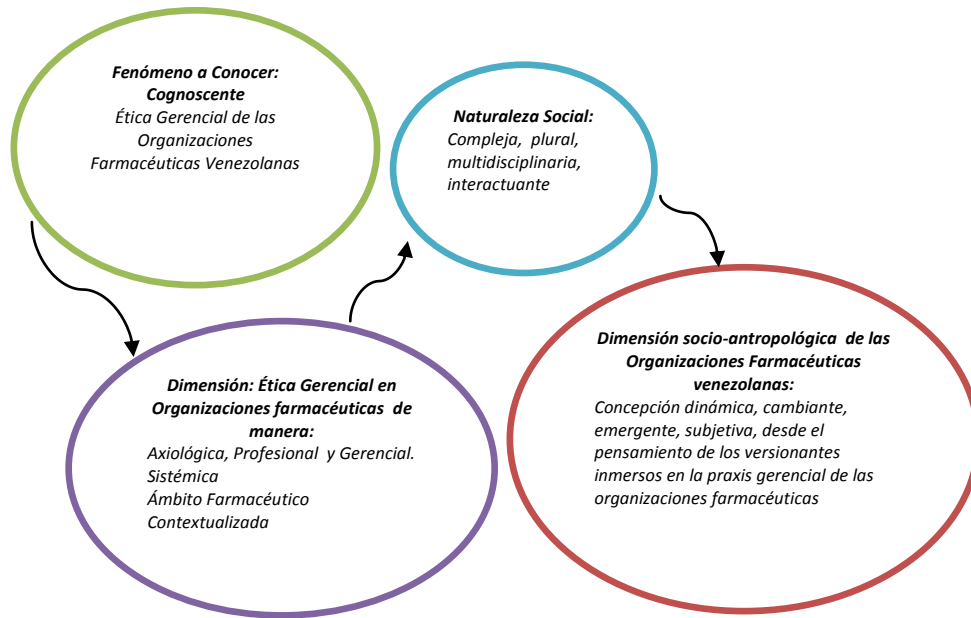 Fenómeno a Conocer:
Cognoscente
Ética Gerencial de las
Organizaciones
Farmacéuticas Venezolanas
Dimensión: Ética Gerencial en
Organizaciones farmacéuticas de
manera:
Axiológica, Profesional y Gerencial.
Sistémica
Ámbito Farmacéutico
Contextualizada
Naturaleza Social:
Compleja, plural,
multidisciplinaria,
interactuante
Dimensión socio-antropológica de las
Organizaciones Farmacéuticas
venezolanas:
Concepción dinámica, cambiante,
emergente, subjetiva, desde el
pensamiento de los versionantes
inmersos en la praxis gerencial de las
organizaciones farmacéuticas